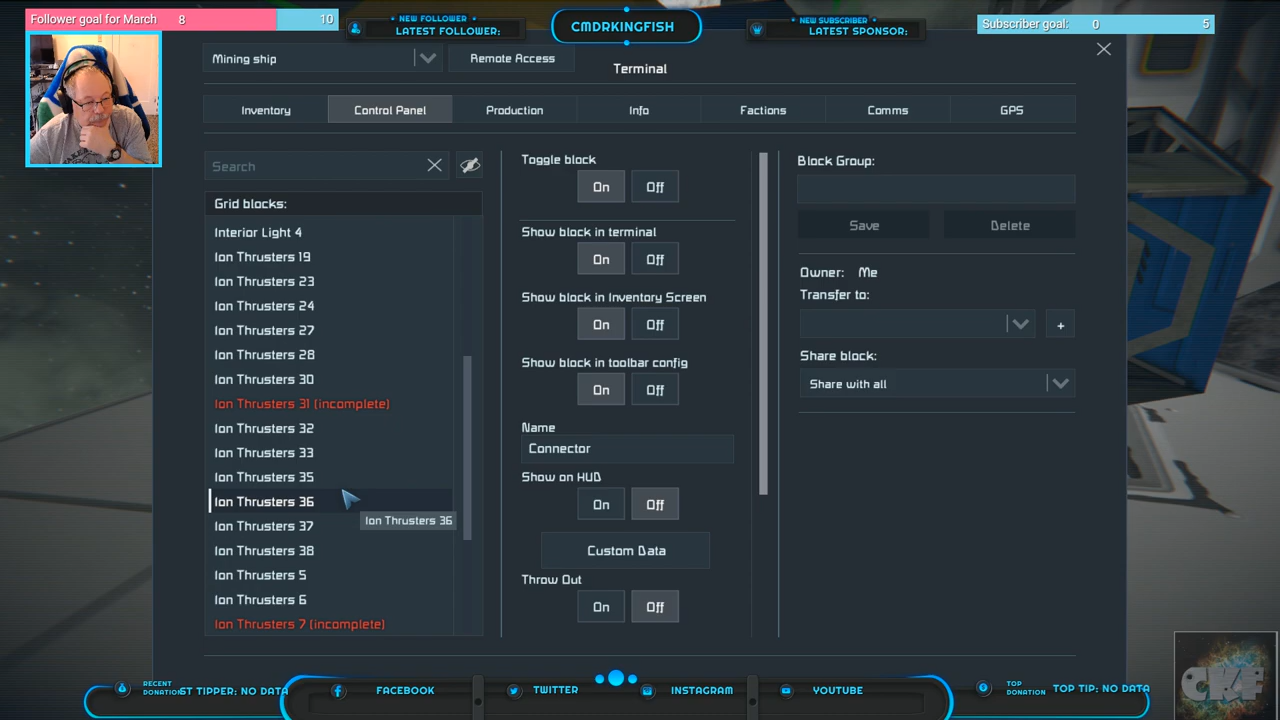 Follower goal for March 8 10
NEW FOLLOWER
LATEST FOLLOWER:
CMDRKINGFISH
NEW SUBSCRIBER
LATEST SPONSOR:
Subscriber goal: 0 5
Mining ship
Remote Access
Terminal
Inventory
Control Panel
Production
Info
Factions
Comms
GPS
Search
Grid blocks:
Interior Light 4
Ion Thrusters 19
Ion Thrusters 23
Ion Thrusters 24
Ion Thrusters 27
Ion Thrusters 28
Ion Thrusters 30
Ion Thrusters 31 (incomplete)
Ion Thrusters 32
Ion Thrusters 33
Ion Thrusters 35
Ion Thrusters 36
Ion Thrusters 36
Ion Thrusters 37
Ion Thrusters 38
Ion Thrusters 5
Ion Thrusters 6
Ion Thrusters 7 (incomplete)
Toggle block
On Off
Show block in terminal
On Off
Show block in Inventory Screen
On Off
Show block in toolbar config
On Off
Name
Connector
Show on HUD
On Off
Custom Data
Throw Out
On Off
Block Group:
Save Delete
Owner: Me
Transfer to:
+
Share block:
Share with all
RECENT
DONATION
ST TIPPER: NO DATA
FACEBOOK
TWITTER
INSTAGRAM
YOUTUBE
TOP
DONATION
TOP TIP: NO DATA
CKF